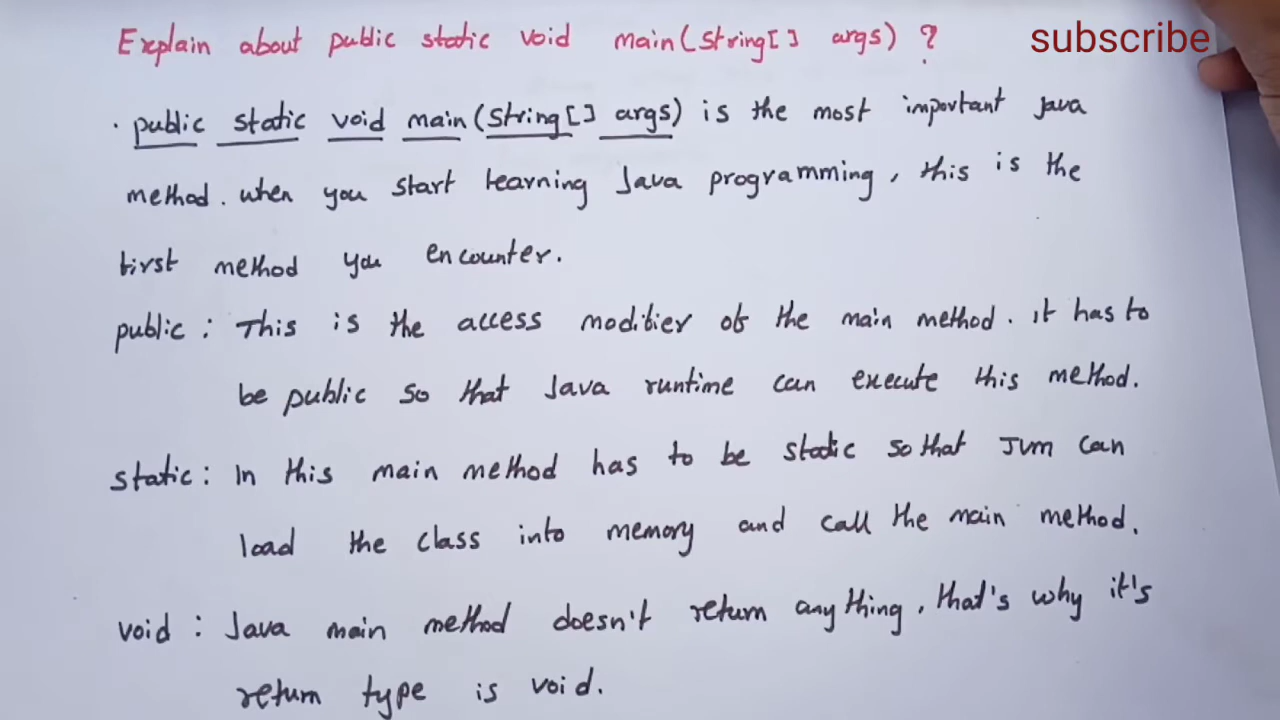 Explain about public static void main(String[] args) ?
subscribe
. public static void main(String[] args) is the most important Java
method. when you start learning Java programming, this is the
first method you encounter.
public : This is the access modifier of the main method. it has to
be public so that Java runtime can execute this method.
static : In this main method has to be static so that JVM can
load the class into memory and call the main method.
void : Java main method doesn't return anything, that's why it's
return type is void.